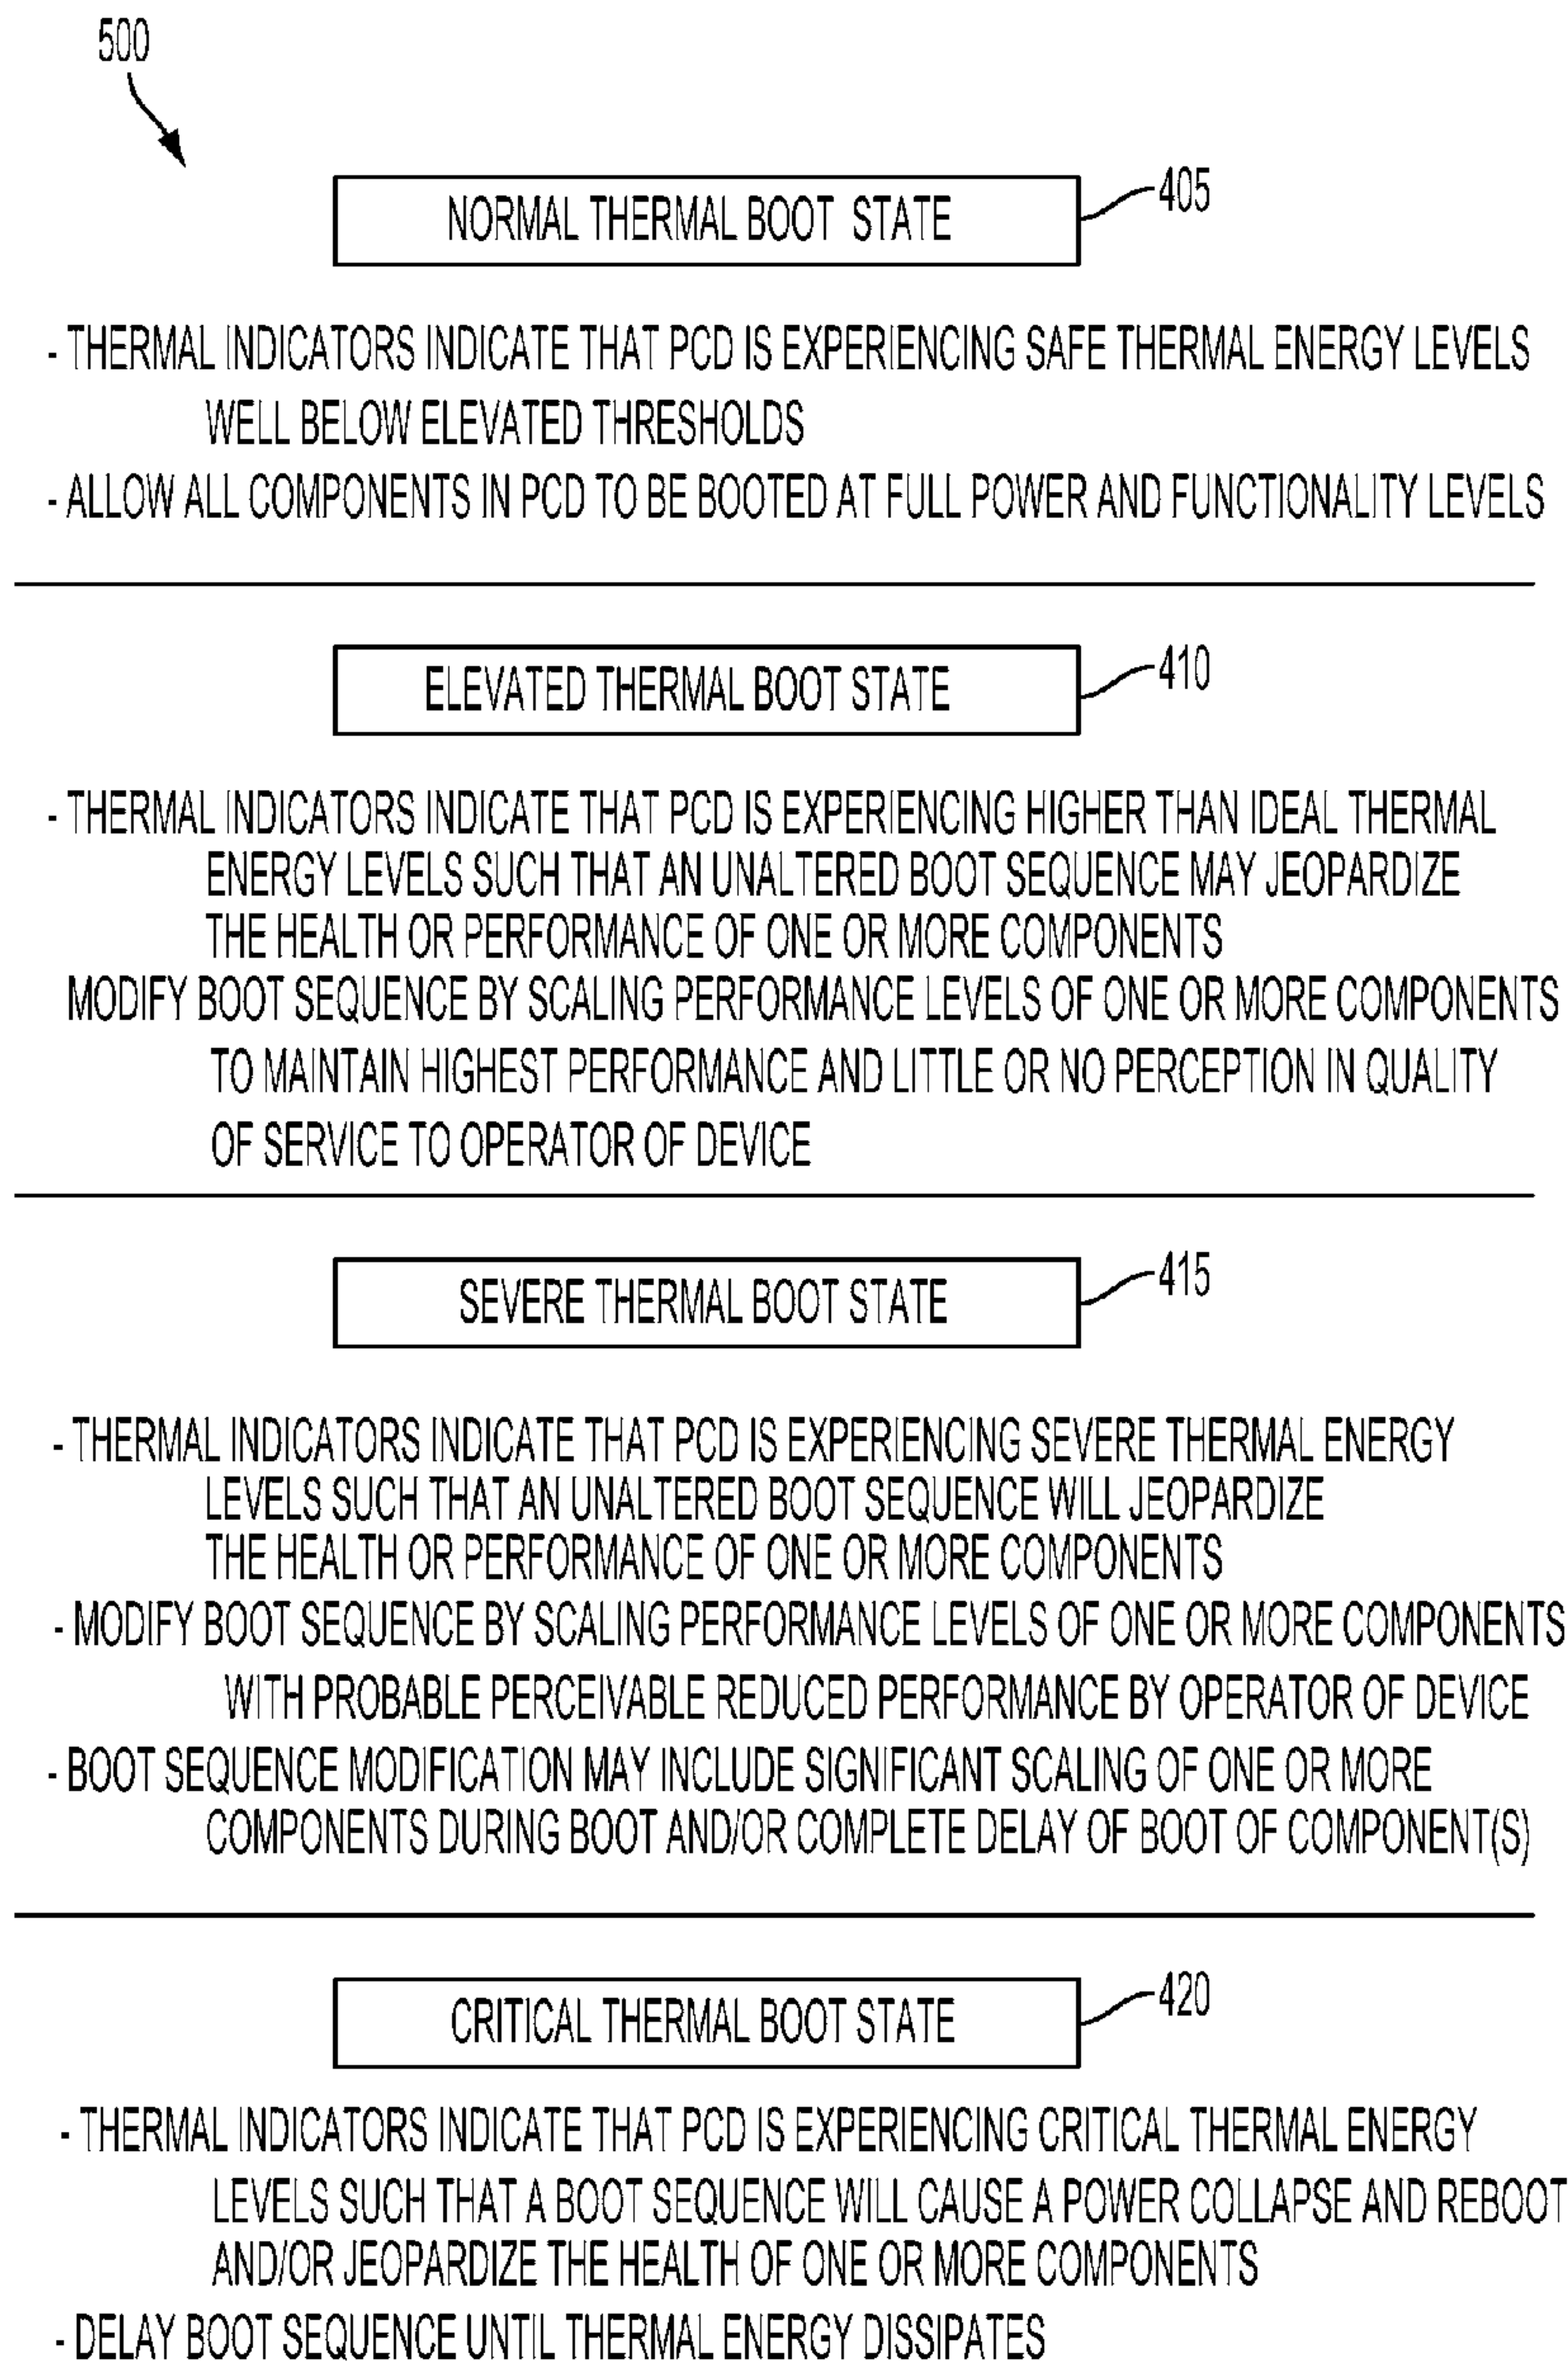 500
NORMAL THERMAL BOOT STATE
405
- THERMAL INDICATORS INDICATE THAT PCD IS EXPERIENCING SAFE THERMAL ENERGY LEVELS
WELL BELOW ELEVATED THRESHOLDS
- ALLOW ALL COMPONENTS IN PCD TO BE BOOTED AT FULL POWER AND FUNCTIONALITY LEVELS
ELEVATED THERMAL BOOT STATE
410
- THERMAL INDICATORS INDICATE THAT PCD IS EXPERIENCING HIGHER THAN IDEAL THERMAL
ENERGY LEVELS SUCH THAT AN UNALTERED BOOT SEQUENCE MAY JEOPARDIZE
THE HEALTH OR PERFORMANCE OF ONE OR MORE COMPONENTS
MODIFY BOOT SEQUENCE BY SCALING PERFORMANCE LEVELS OF ONE OR MORE COMPONENTS
TO MAINTAIN HIGHEST PERFORMANCE AND LITTLE OR NO PERCEPTION IN QUALITY
OF SERVICE TO OPERATOR OF DEVICE
SEVERE THERMAL BOOT STATE
415
- THERMAL INDICATORS INDICATE THAT PCD IS EXPERIENCING SEVERE THERMAL ENERGY
LEVELS SUCH THAT AN UNALTERED BOOT SEQUENCE WILL JEOPARDIZE
THE HEALTH OR PERFORMANCE OF ONE OR MORE COMPONENTS
- MODIFY BOOT SEQUENCE BY SCALING PERFORMANCE LEVELS OF ONE OR MORE COMPONENTS
WITH PROBABLE PERCEIVABLE REDUCED PERFORMANCE BY OPERATOR OF DEVICE
- BOOT SEQUENCE MODIFICATION MAY INCLUDE SIGNIFICANT SCALING OF ONE OR MORE
COMPONENTS DURING BOOT AND/OR COMPLETE DELAY OF BOOT OF COMPONENT(S)
CRITICAL THERMAL BOOT STATE
420
- THERMAL INDICATORS INDICATE THAT PCD IS EXPERIENCING CRITICAL THERMAL ENERGY
LEVELS SUCH THAT A BOOT SEQUENCE WILL CAUSE A POWER COLLAPSE AND REBOOT
AND/OR JEOPARDIZE THE HEALTH OF ONE OR MORE COMPONENTS
- DELAY BOOT SEQUENCE UNTIL THERMAL ENERGY DISSIPATES